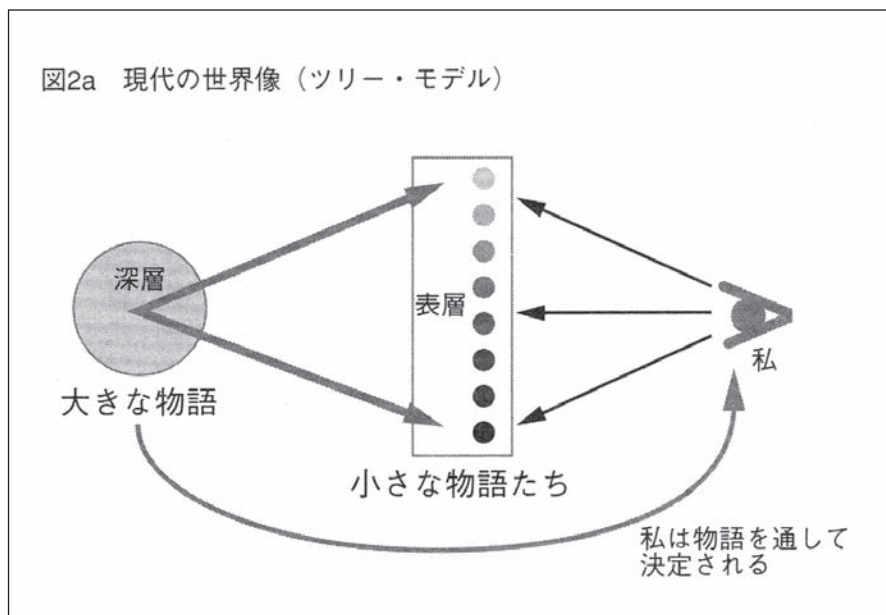 図2a 現代の世界像（ツリー・モデル）
深層
大きな物語
表層
小さな物語たち
私
私は物語を通して
決定される